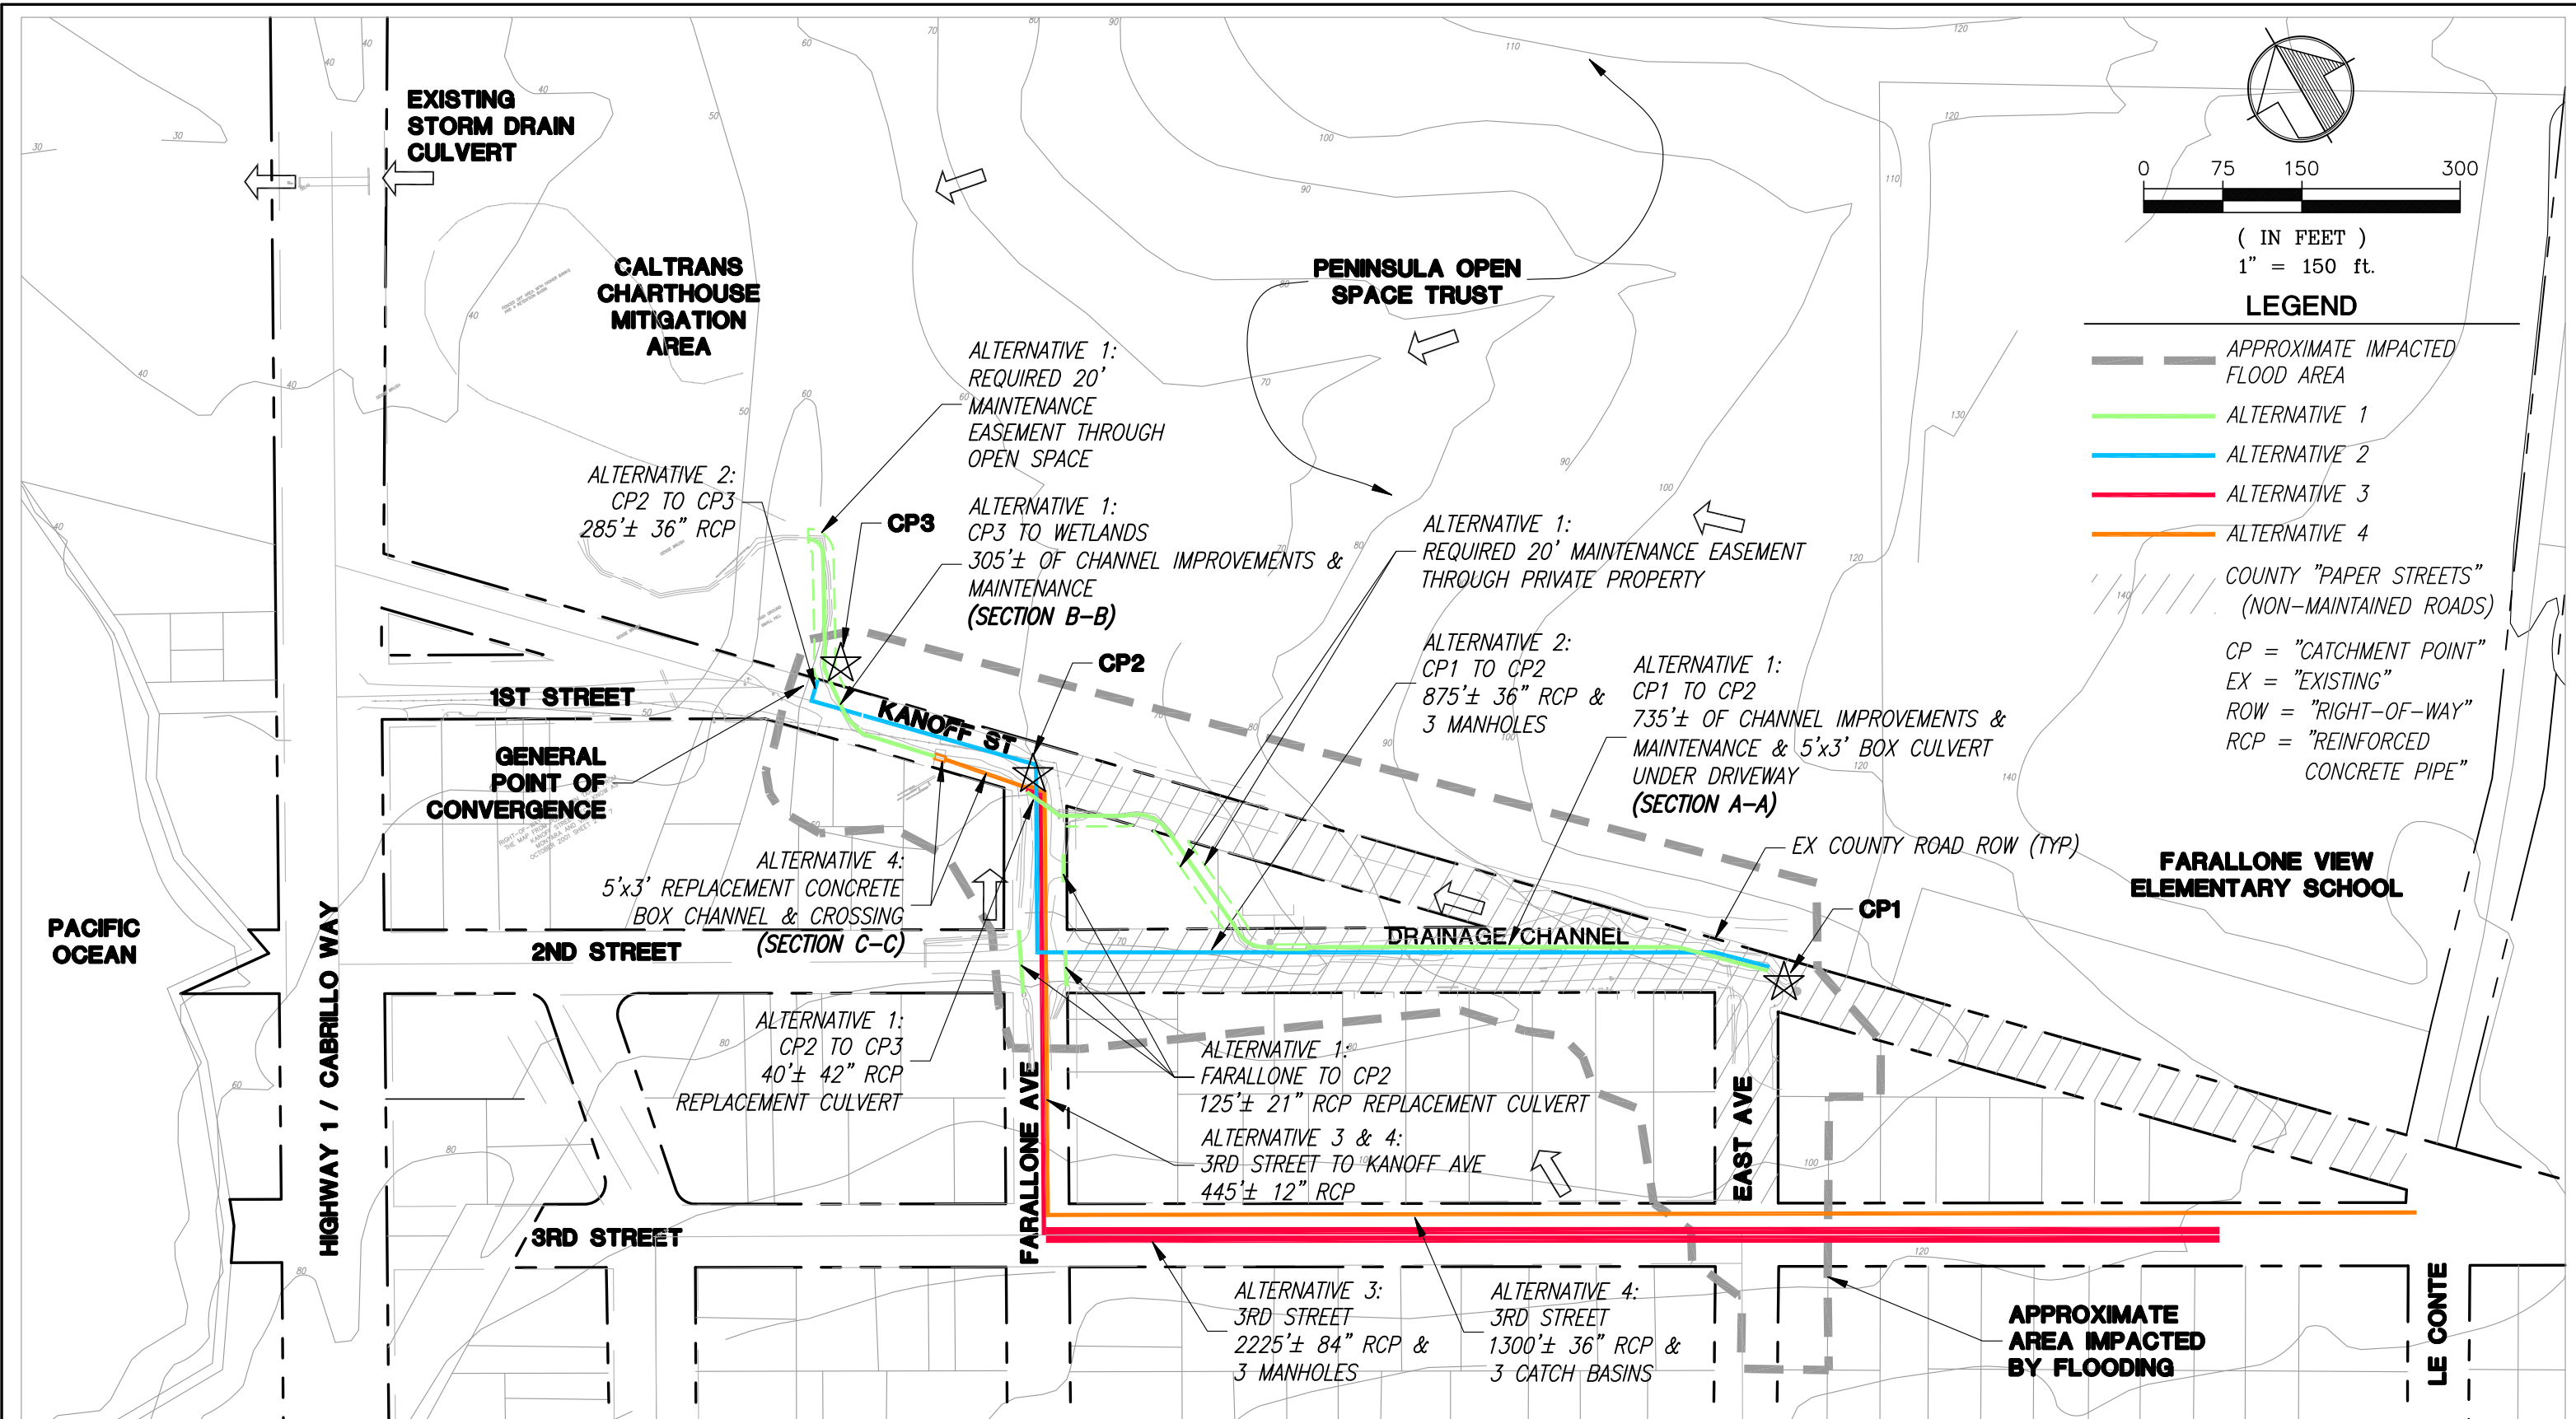 EXISTING
STORM DRAIN
CULVERT
CALTRANS
CHARTHOUSE
MITIGATION
AREA
PENINSULA OPEN
SPACE TRUST
0 75 150 300
( IN FEET )
1" = 150 ft.
LEGEND
APPROXIMATE IMPACTED
FLOOD AREA
ALTERNATIVE 1
ALTERNATIVE 2
ALTERNATIVE 3
ALTERNATIVE 4
COUNTY "PAPER STREETS"
(NON-MAINTAINED ROADS)
CP = "CATCHMENT POINT"
EX = "EXISTING"
ROW = "RIGHT-OF-WAY"
RCP = "REINFORCED
CONCRETE PIPE"
ALTERNATIVE 1:
REQUIRED 20'
MAINTENANCE
EASEMENT THROUGH
OPEN SPACE
ALTERNATIVE 2:
CP2 TO CP3
285'± 36" RCP
CP3
ALTERNATIVE 1:
CP3 TO WETLANDS
305'± OF CHANNEL IMPROVEMENTS &
MAINTENANCE
(SECTION B-B)
ALTERNATIVE 1:
REQUIRED 20' MAINTENANCE EASEMENT
THROUGH PRIVATE PROPERTY
CP2
ALTERNATIVE 2:
CP1 TO CP2
875'± 36" RCP &
3 MANHOLES
ALTERNATIVE 1:
CP1 TO CP2
735'± OF CHANNEL IMPROVEMENTS &
MAINTENANCE & 5'x3' BOX CULVERT
UNDER DRIVEWAY
(SECTION A-A)
1ST STREET
KANOFF ST
GENERAL
POINT OF
CONVERGENCE
EX COUNTY ROAD ROW (TYP)
FARALLONE VIEW
ELEMENTARY SCHOOL
ALTERNATIVE 4:
5'x3' REPLACEMENT CONCRETE
BOX CHANNEL & CROSSING
(SECTION C-C)
CP1
PACIFIC
OCEAN
HIGHWAY 1 / CABRILLO WAY
2ND STREET
DRAINAGE CHANNEL
ALTERNATIVE 1:
CP2 TO CP3
40'± 42" RCP
REPLACEMENT CULVERT
FARALLONE AVE
ALTERNATIVE 1:
FARALLONE TO CP2
125'± 21" RCP REPLACEMENT CULVERT
ALTERNATIVE 3 & 4:
3RD STREET TO KANOFF AVE
445'± 12" RCP
EAST AVE
3RD STREET
ALTERNATIVE 3:
3RD STREET
2225'± 84" RCP &
3 MANHOLES
ALTERNATIVE 4:
3RD STREET
1300'± 36" RCP &
3 CATCH BASINS
APPROXIMATE
AREA IMPACTED
BY FLOODING
LE CONTE